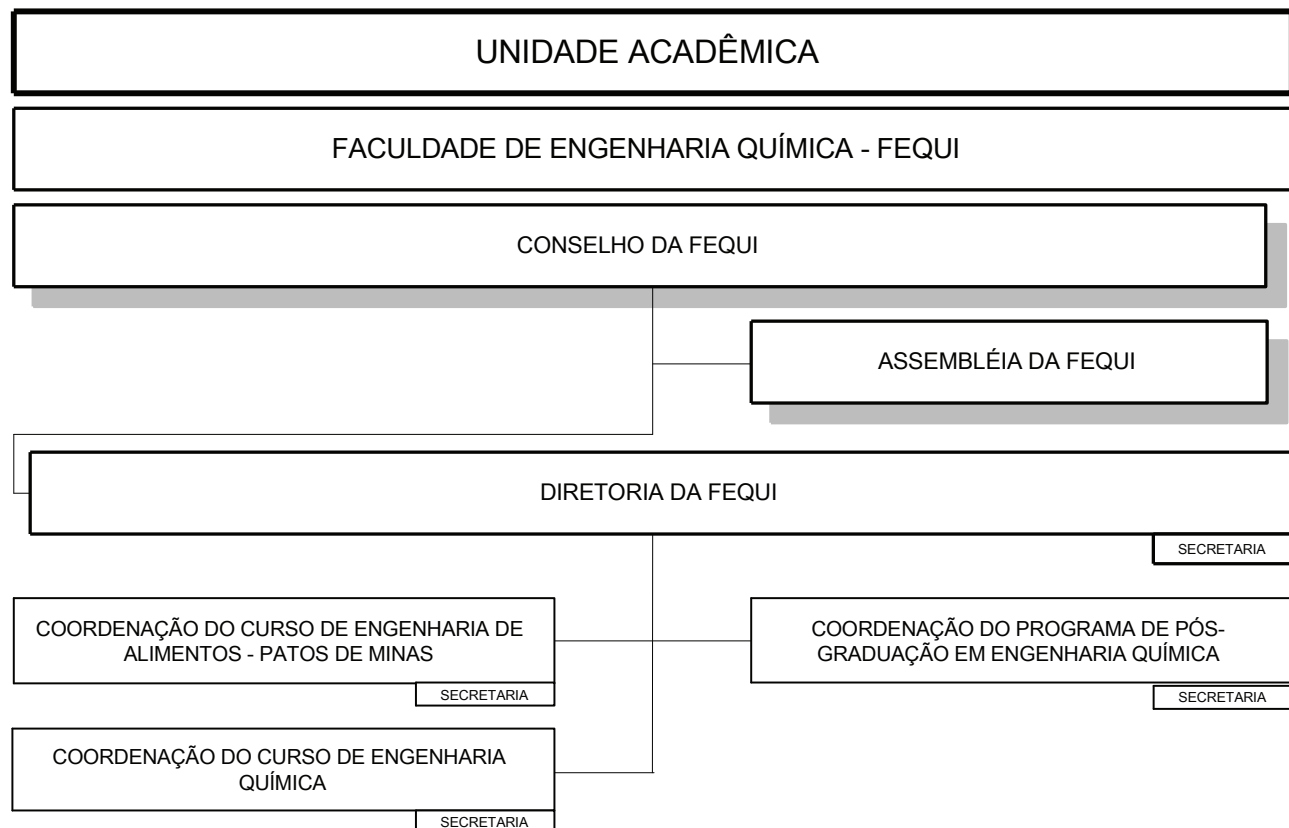 UNIDADE ACADÊMICA
FACULDADE DE ENGENHARIA QUÍMICA - FEQUI
CONSELHO DA FEQUI
ASSEMBLÉIA DA FEQUI
DIRETORIA DA FEQUI
SECRETARIA
COORDENAÇÃO DO CURSO DE ENGENHARIA DE
ALIMENTOS - PATOS DE MINAS
SECRETARIA
COORDENAÇÃO DO PROGRAMA DE PÓS-
GRADUAÇÃO EM ENGENHARIA QUÍMICA
SECRETARIA
COORDENAÇÃO DO CURSO DE ENGENHARIA
QUÍMICA
SECRETARIA